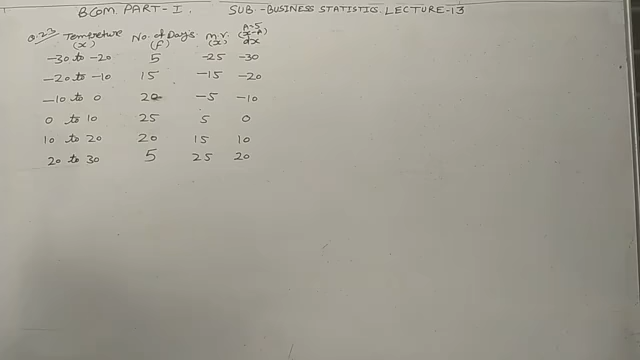 BCOM. PART-I. SUB.-BUSINESS STATISTICS LECTURE-13
Q.23 Tempreture No. of Days m.v. A=5
(x) (f) (x) (x-A)
dx
-30 to -20 5 -25 -30
-20 to -10 15 -15 -20
-10 to 0 20 -5 -10
0 to 10 25 5 0
10 to 20 20 15 10
20 to 30 5 25 20